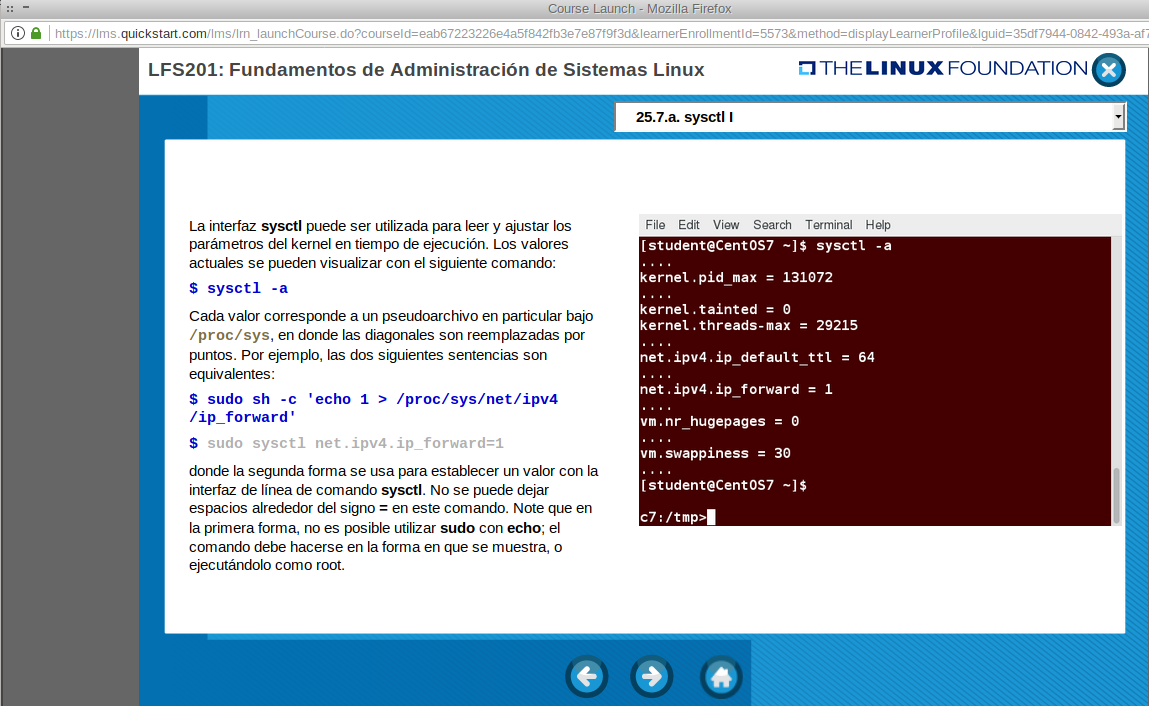 Course Launch - Mozilla Firefox
https://lms.quickstart.com/lms/lrn_launchCourse.do?courseId=eab67223226e4a5f842fb3e7e87f9f3d&learnerEnrollmentId=5573&method=displayLearnerProfile&lguid=35df7944-0842-493a-af7
LFS201: Fundamentos de Administración de Sistemas Linux
THE LINUX FOUNDATION
25.7.a. sysctl I
La interfaz sysctl puede ser utilizada para leer y ajustar los
parámetros del kernel en tiempo de ejecución. Los valores
actuales se pueden visualizar con el siguiente comando:
$ sysctl -a
Cada valor corresponde a un pseudoarchivo en particular bajo
/proc/sys, en donde las diagonales son reemplazadas por
puntos. Por ejemplo, las dos siguientes sentencias son
equivalentes:
$ sudo sh -c 'echo 1 > /proc/sys/net/ipv4
/ip_forward'
$ sudo sysctl net.ipv4.ip_forward=1
donde la segunda forma se usa para establecer un valor con la
interfaz de línea de comando sysctl. No se puede dejar
espacios alrededor del signo = en este comando. Note que en
la primera forma, no es posible utilizar sudo con echo; el
comando debe hacerse en la forma en que se muestra, o
ejecutándolo como root.
File Edit View Search Terminal Help
[student@CentOS7 ~]$ sysctl -a
....
kernel.pid_max = 131072
....
kernel.tainted = 0
kernel.threads-max = 29215
....
net.ipv4.ip_default_ttl = 64
....
net.ipv4.ip_forward = 1
....
vm.nr_hugepages = 0
....
vm.swappiness = 30
....
[student@CentOS7 ~]$
c7:/tmp>